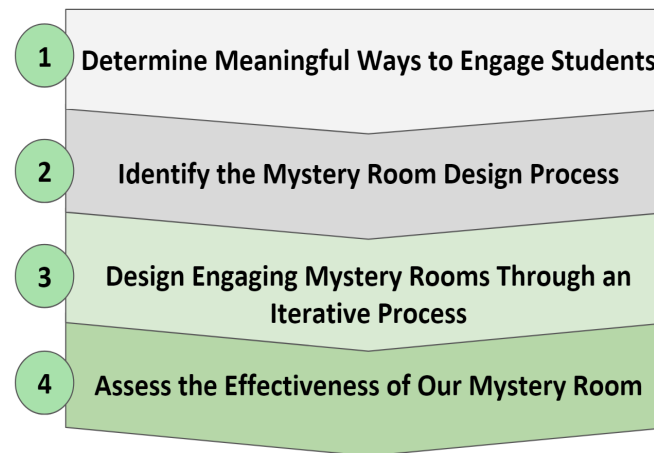 1 Determine Meaningful Ways to Engage Students
2 Identify the Mystery Room Design Process
3 Design Engaging Mystery Rooms Through an
Iterative Process
4 Assess the Effectiveness of Our Mystery Room